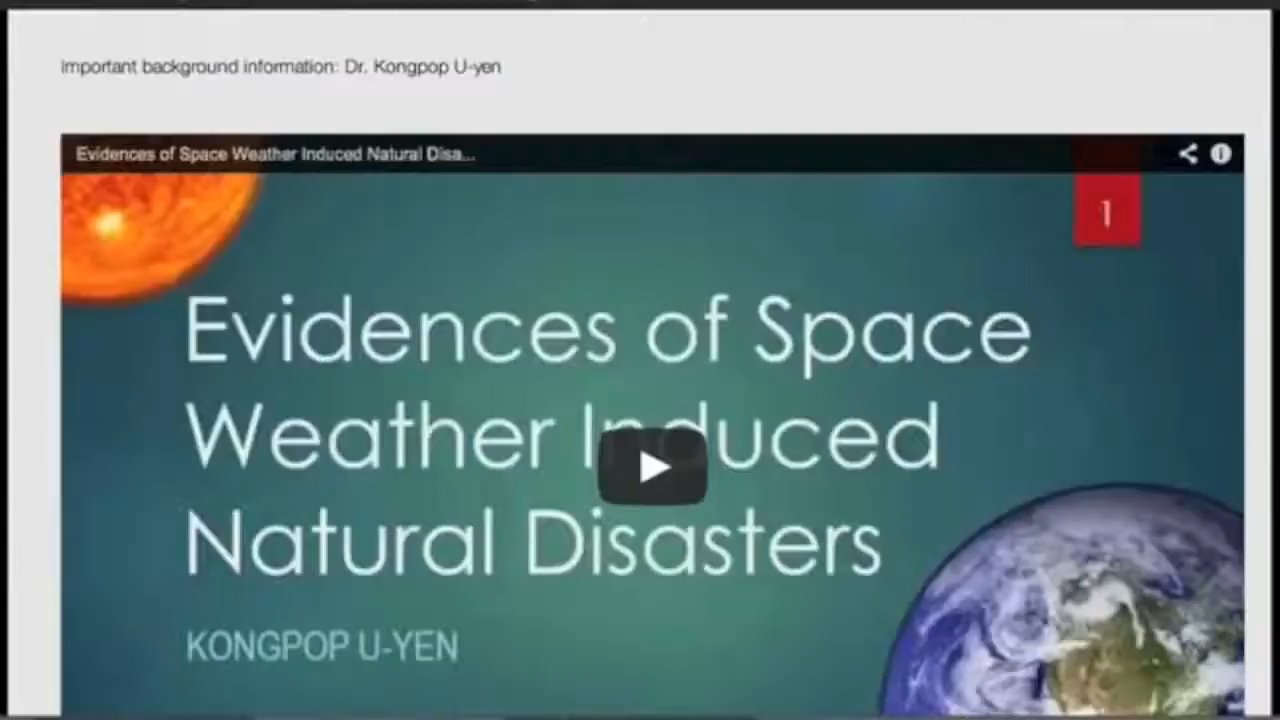 Important background information: Dr. Kongpop U-yen
Evidences of Space Weather Induced Natural Disa...
1
Evidences of Space
Weather Induced
Natural Disasters
KONGPOP U-YEN